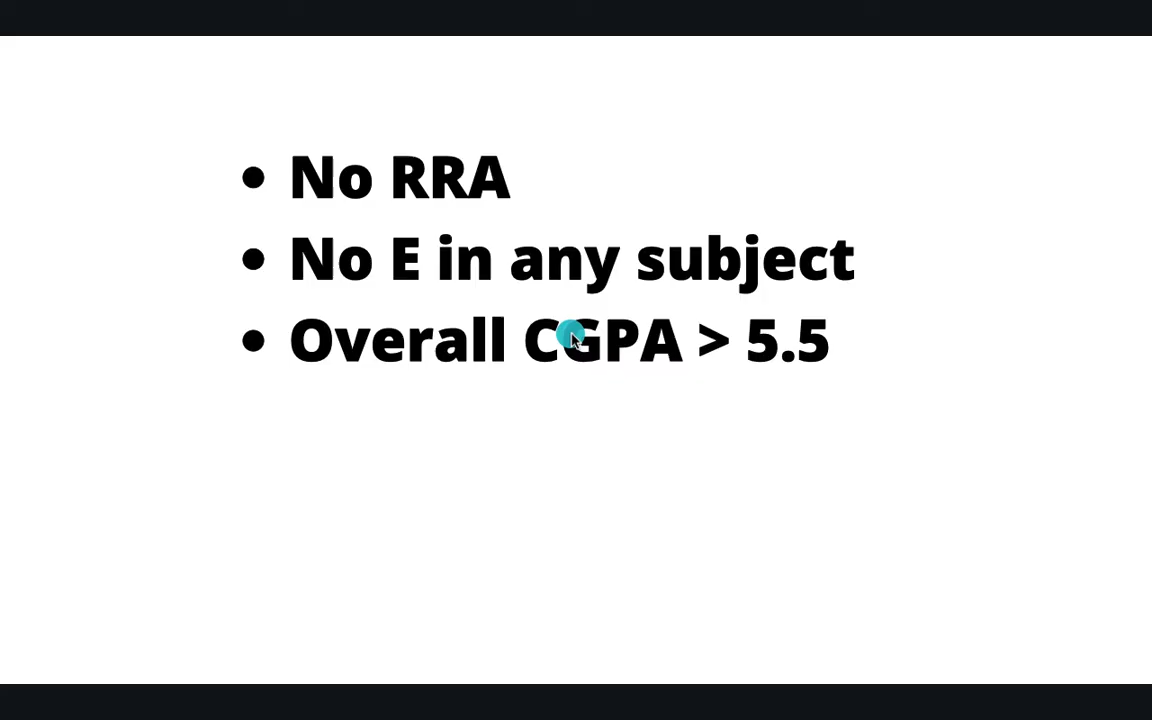 • No RRA
• No E in any subject
• Overall CGPA > 5.5